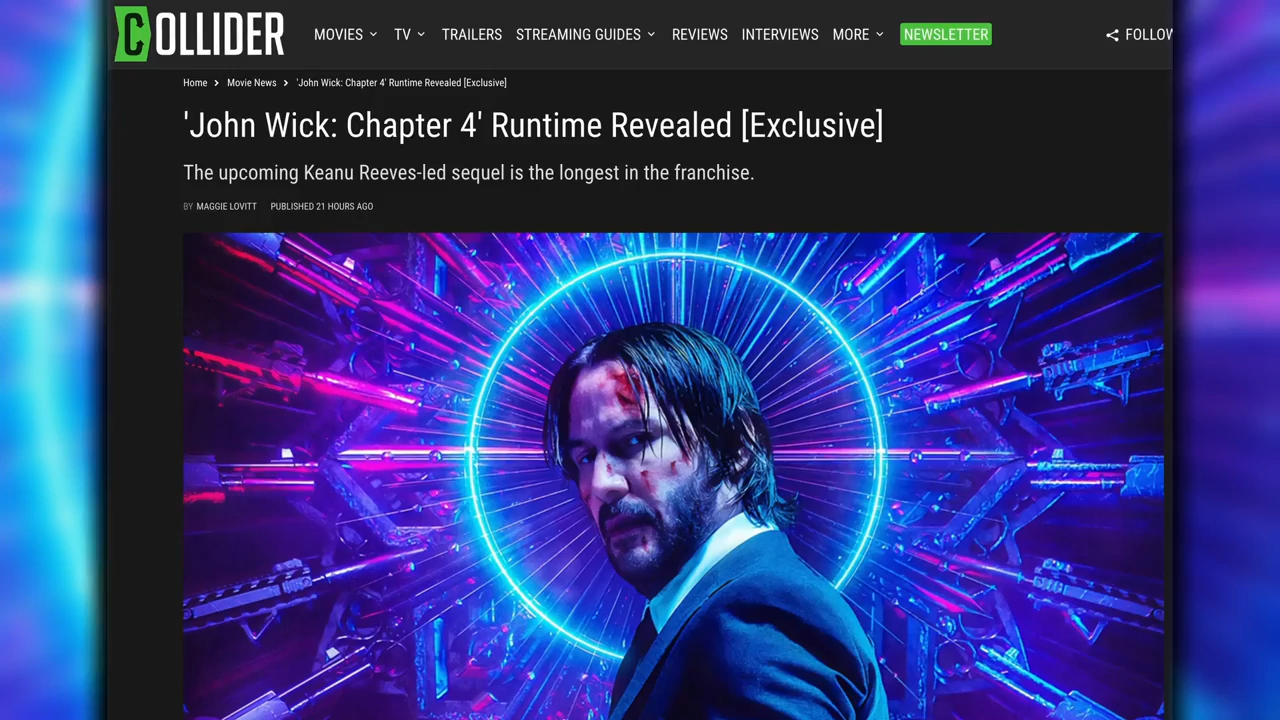 COLLIDER
MOVIES TV TRAILERS STREAMING GUIDES REVIEWS INTERVIEWS MORE NEWSLETTER FOLLOW
Home Movie News 'John Wick: Chapter 4' Runtime Revealed [Exclusive]
'John Wick: Chapter 4' Runtime Revealed [Exclusive]
The upcoming Keanu Reeves-led sequel is the longest in the franchise.
BY MAGGIE LOVITT PUBLISHED 21 HOURS AGO